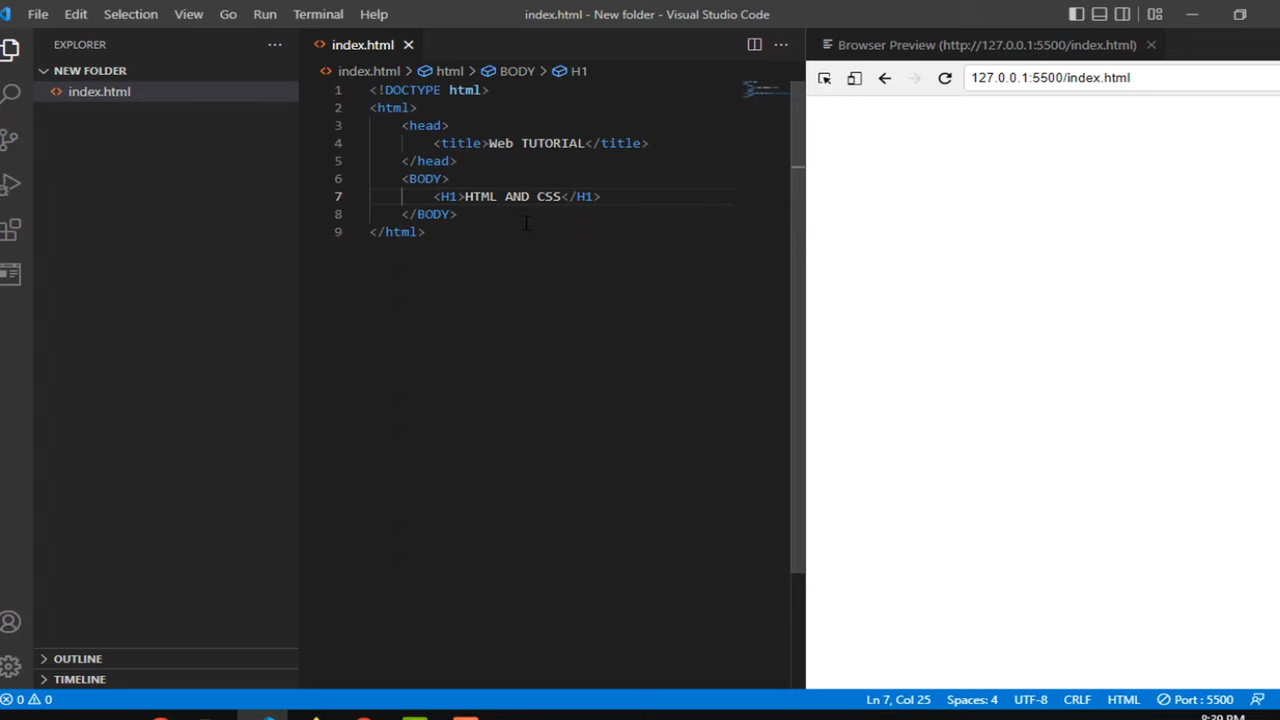 File Edit Selection View Go Run Terminal Help
index.html - New folder - Visual Studio Code
EXPLORER
NEW FOLDER
index.html
OUTLINE
TIMELINE
index.html
index.html > html > BODY > H1
1 <!DOCTYPE html>
2 <html>
3 <head>
4 <title>Web TUTORIAL</title>
5 </head>
6 <BODY>
7 <H1>HTML AND CSS</H1>
8 </BODY>
9 </html>
Browser Preview (http://127.0.0.1:5500/index.html)
127.0.0.1:5500/index.html
0 0
Ln 7, Col 25 Spaces: 4 UTF-8 CRLF HTML Port : 5500
8:39 PM